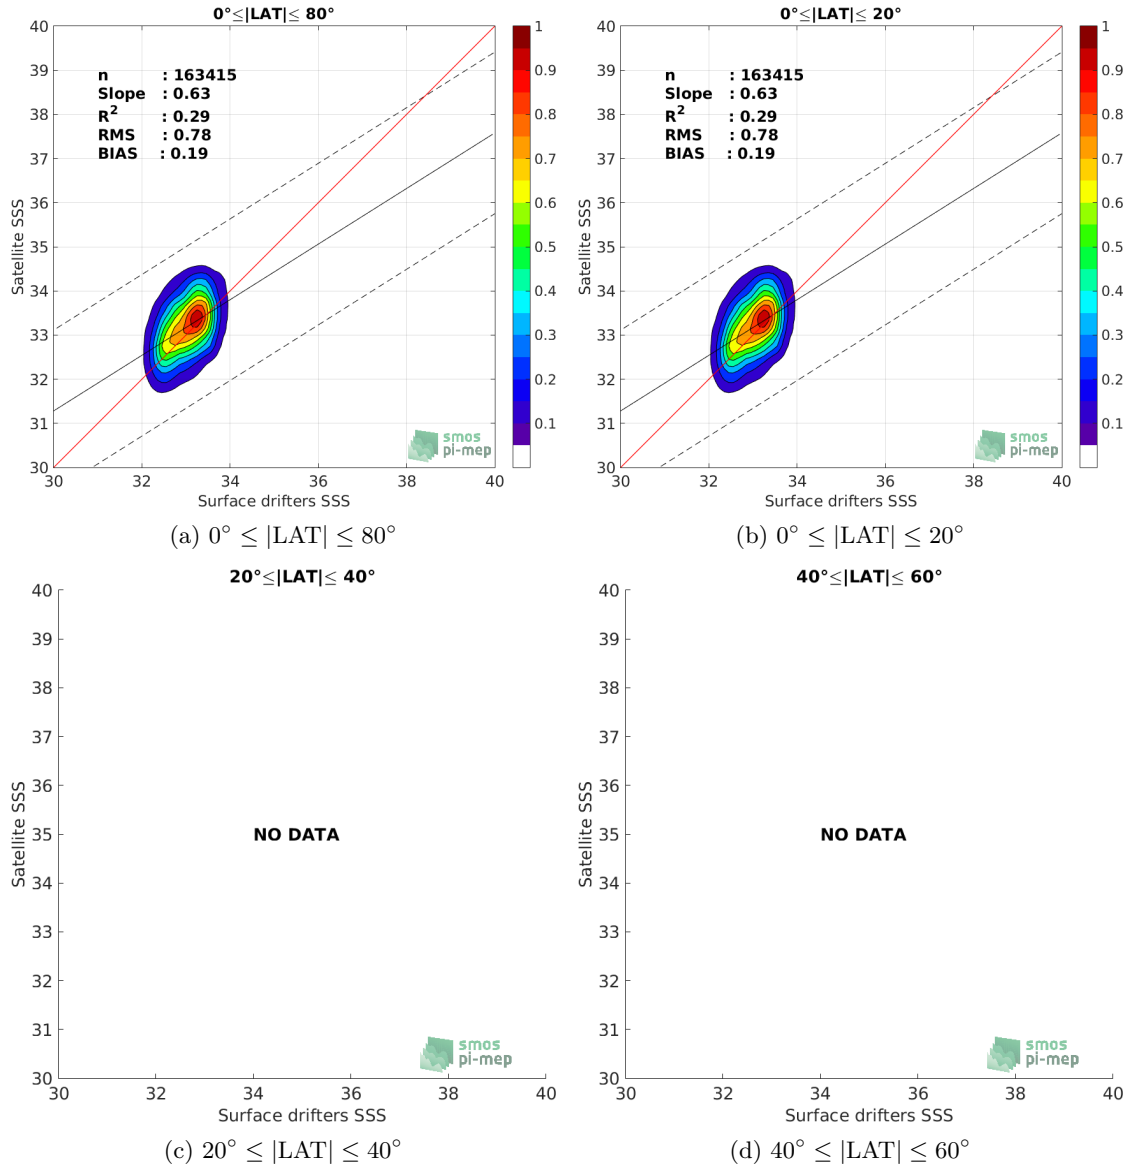 0°≤|LAT|≤ 80°
40
39
38
37
36
35
34
33
32
31
30
Satellite SSS
n : 163415
Slope : 0.63
R2 : 0.29
RMS : 0.78
BIAS : 0.19
smos
pi-mep
30 32 34 36 38 40
Surface drifters SSS
1
0.9
0.8
0.7
0.6
0.5
0.4
0.3
0.2
0.1
(a) 0° ≤ |LAT| ≤ 80°
0°≤|LAT|≤ 20°
40
39
38
37
36
35
34
33
32
31
30
Satellite SSS
n : 163415
Slope : 0.63
R2 : 0.29
RMS : 0.78
BIAS : 0.19
smos
pi-mep
30 32 34 36 38 40
Surface drifters SSS
1
0.9
0.8
0.7
0.6
0.5
0.4
0.3
0.2
0.1
(b) 0° ≤ |LAT| ≤ 20°
20°≤|LAT|≤ 40°
40
39
38
37
36
35
34
33
32
31
30
Satellite SSS
NO DATA
smos
pi-mep
30 32 34 36 38 40
Surface drifters SSS
(c) 20° ≤ |LAT| ≤ 40°
40°≤|LAT|≤ 60°
40
39
38
37
36
35
34
33
32
31
30
Satellite SSS
NO DATA
smos
pi-mep
30 32 34 36 38 40
Surface drifters SSS
(d) 40° ≤ |LAT| ≤ 60°